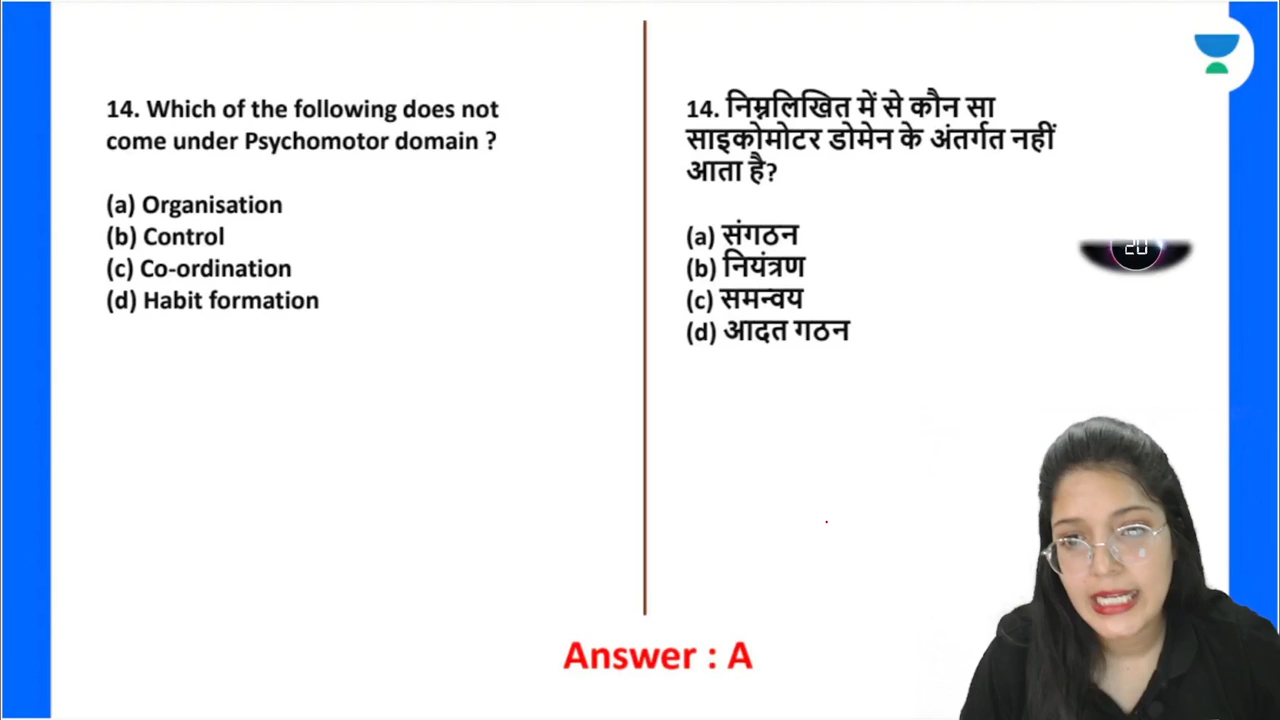 14. Which of the following does not
come under Psychomotor domain ?
(a) Organisation
(b) Control
(c) Co-ordination
(d) Habit formation
14. निम्नलिखित में से कौन सा
साइकोमोटर डोमेन के अंतर्गत नहीं
आता है?
(a) संगठन
(b) नियंत्रण
(c) समन्वय
(d) आदत गठन
20
Answer : A